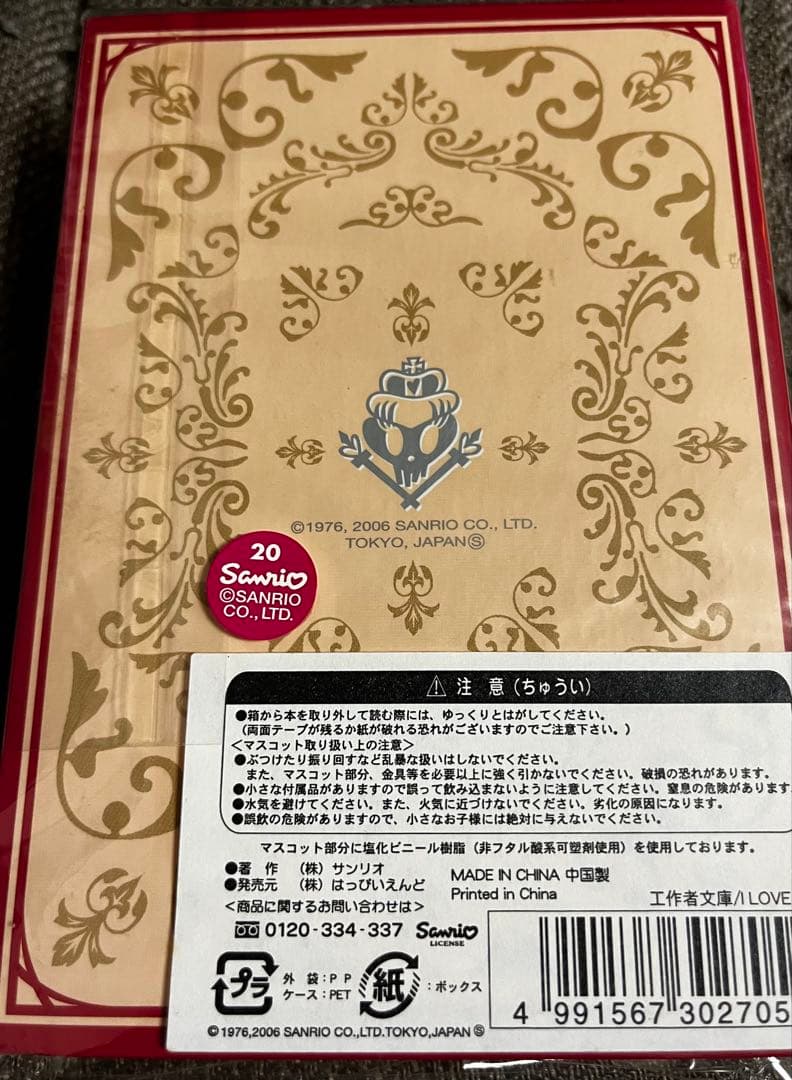 ©1976, 2006 SANRIO CO., LTD.
TOKYO, JAPANⓈ
20
Sanrio
©SANRIO
CO., LTD.
⚠ 注 意 (ちゅうい)
●箱から本を取り外して読む際には、ゆっくりとはがしてください。
(両面テープが残るか紙が破れる恐れがございますのでご注意下さい。)
<マスコット取り扱い上の注意>
●ぶつけたり振り回すなど乱暴な扱いはしないでください。
また、マスコット部分、金具等を必要以上に強く引かないでください。破損の恐れがあります。
●小さな付属品がありますので誤って飲み込まないように注意してください。窒息の危険があります
●水気を避けてください。また、火気に近づけないでください。劣化の原因になります。
●誤飲の危険がありますので、小さなお子様には絶対に与えないでください。
マスコット部分に塩化ビニール樹脂 (非フタル酸系可塑剤使用) を使用しております。
●著 作 (株) サンリオ
●発売元 (株) はっぴいえんど
<商品に関するお問い合わせは>
0120-334-337 Sanrio
LICENSE
MADE IN CHINA 中国製
Printed in China
工作者文庫/I LOVE
プラ 外 袋:P P
ケース:PET
紙 :ボックス
4 991567 302705
©1976,2006 SANRIO CO.,LTD.TOKYO,JAPAN Ⓢ